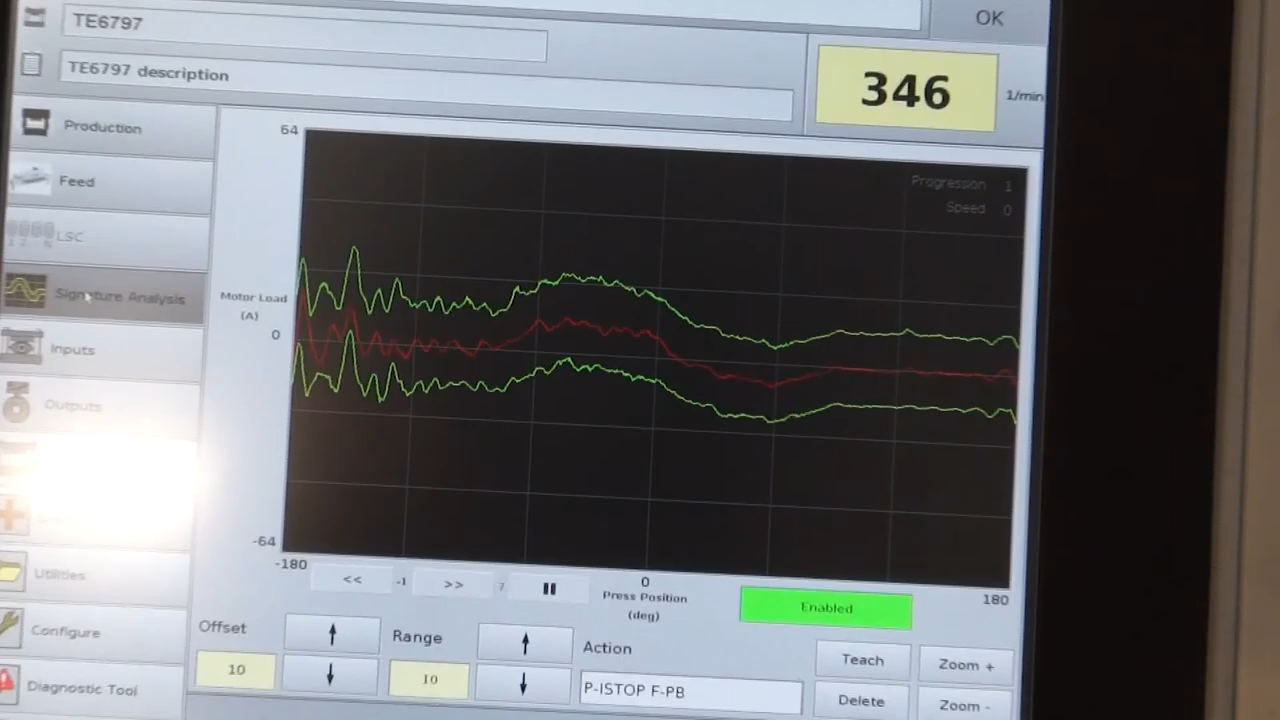 TE6797
OK
TE6797 description
346 1/min
Production
Feed
LSC
Signature Analysis
Inputs
Outputs
Utilities
Configure
Diagnostic Tool
64
Progression 1
Speed 0
Motor Load
(A)
0
-64
-180
0
180
<< -1 >> 7
Press Position
(deg)
Enabled
Offset
10
Range
10
Action
P-ISTOP F-PB
Teach
Zoom +
Delete
Zoom -